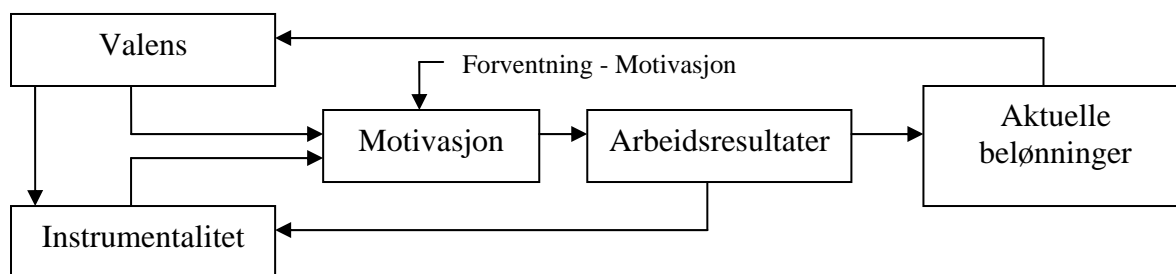 Valens
Forventning - Motivasjon
Motivasjon
Arbeidsresultater
Aktuelle
belønninger
Instrumentalitet